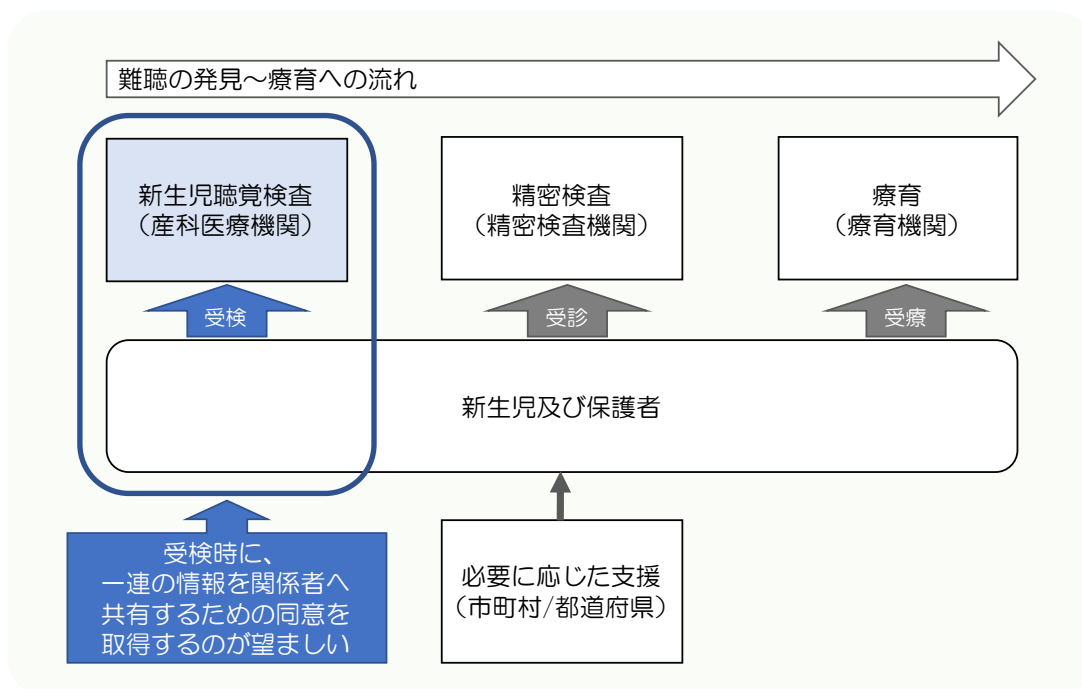 難聴の発見～療育への流れ
新生児聴覚検査
（産科医療機関）
精密検査
（精密検査機関）
療育
（療育機関）
受検
受診
受療
新生児及び保護者
受検時に、
一連の情報を関係者へ
共有するための同意を
取得するのが望ましい
必要に応じた支援
（市町村/都道府県）